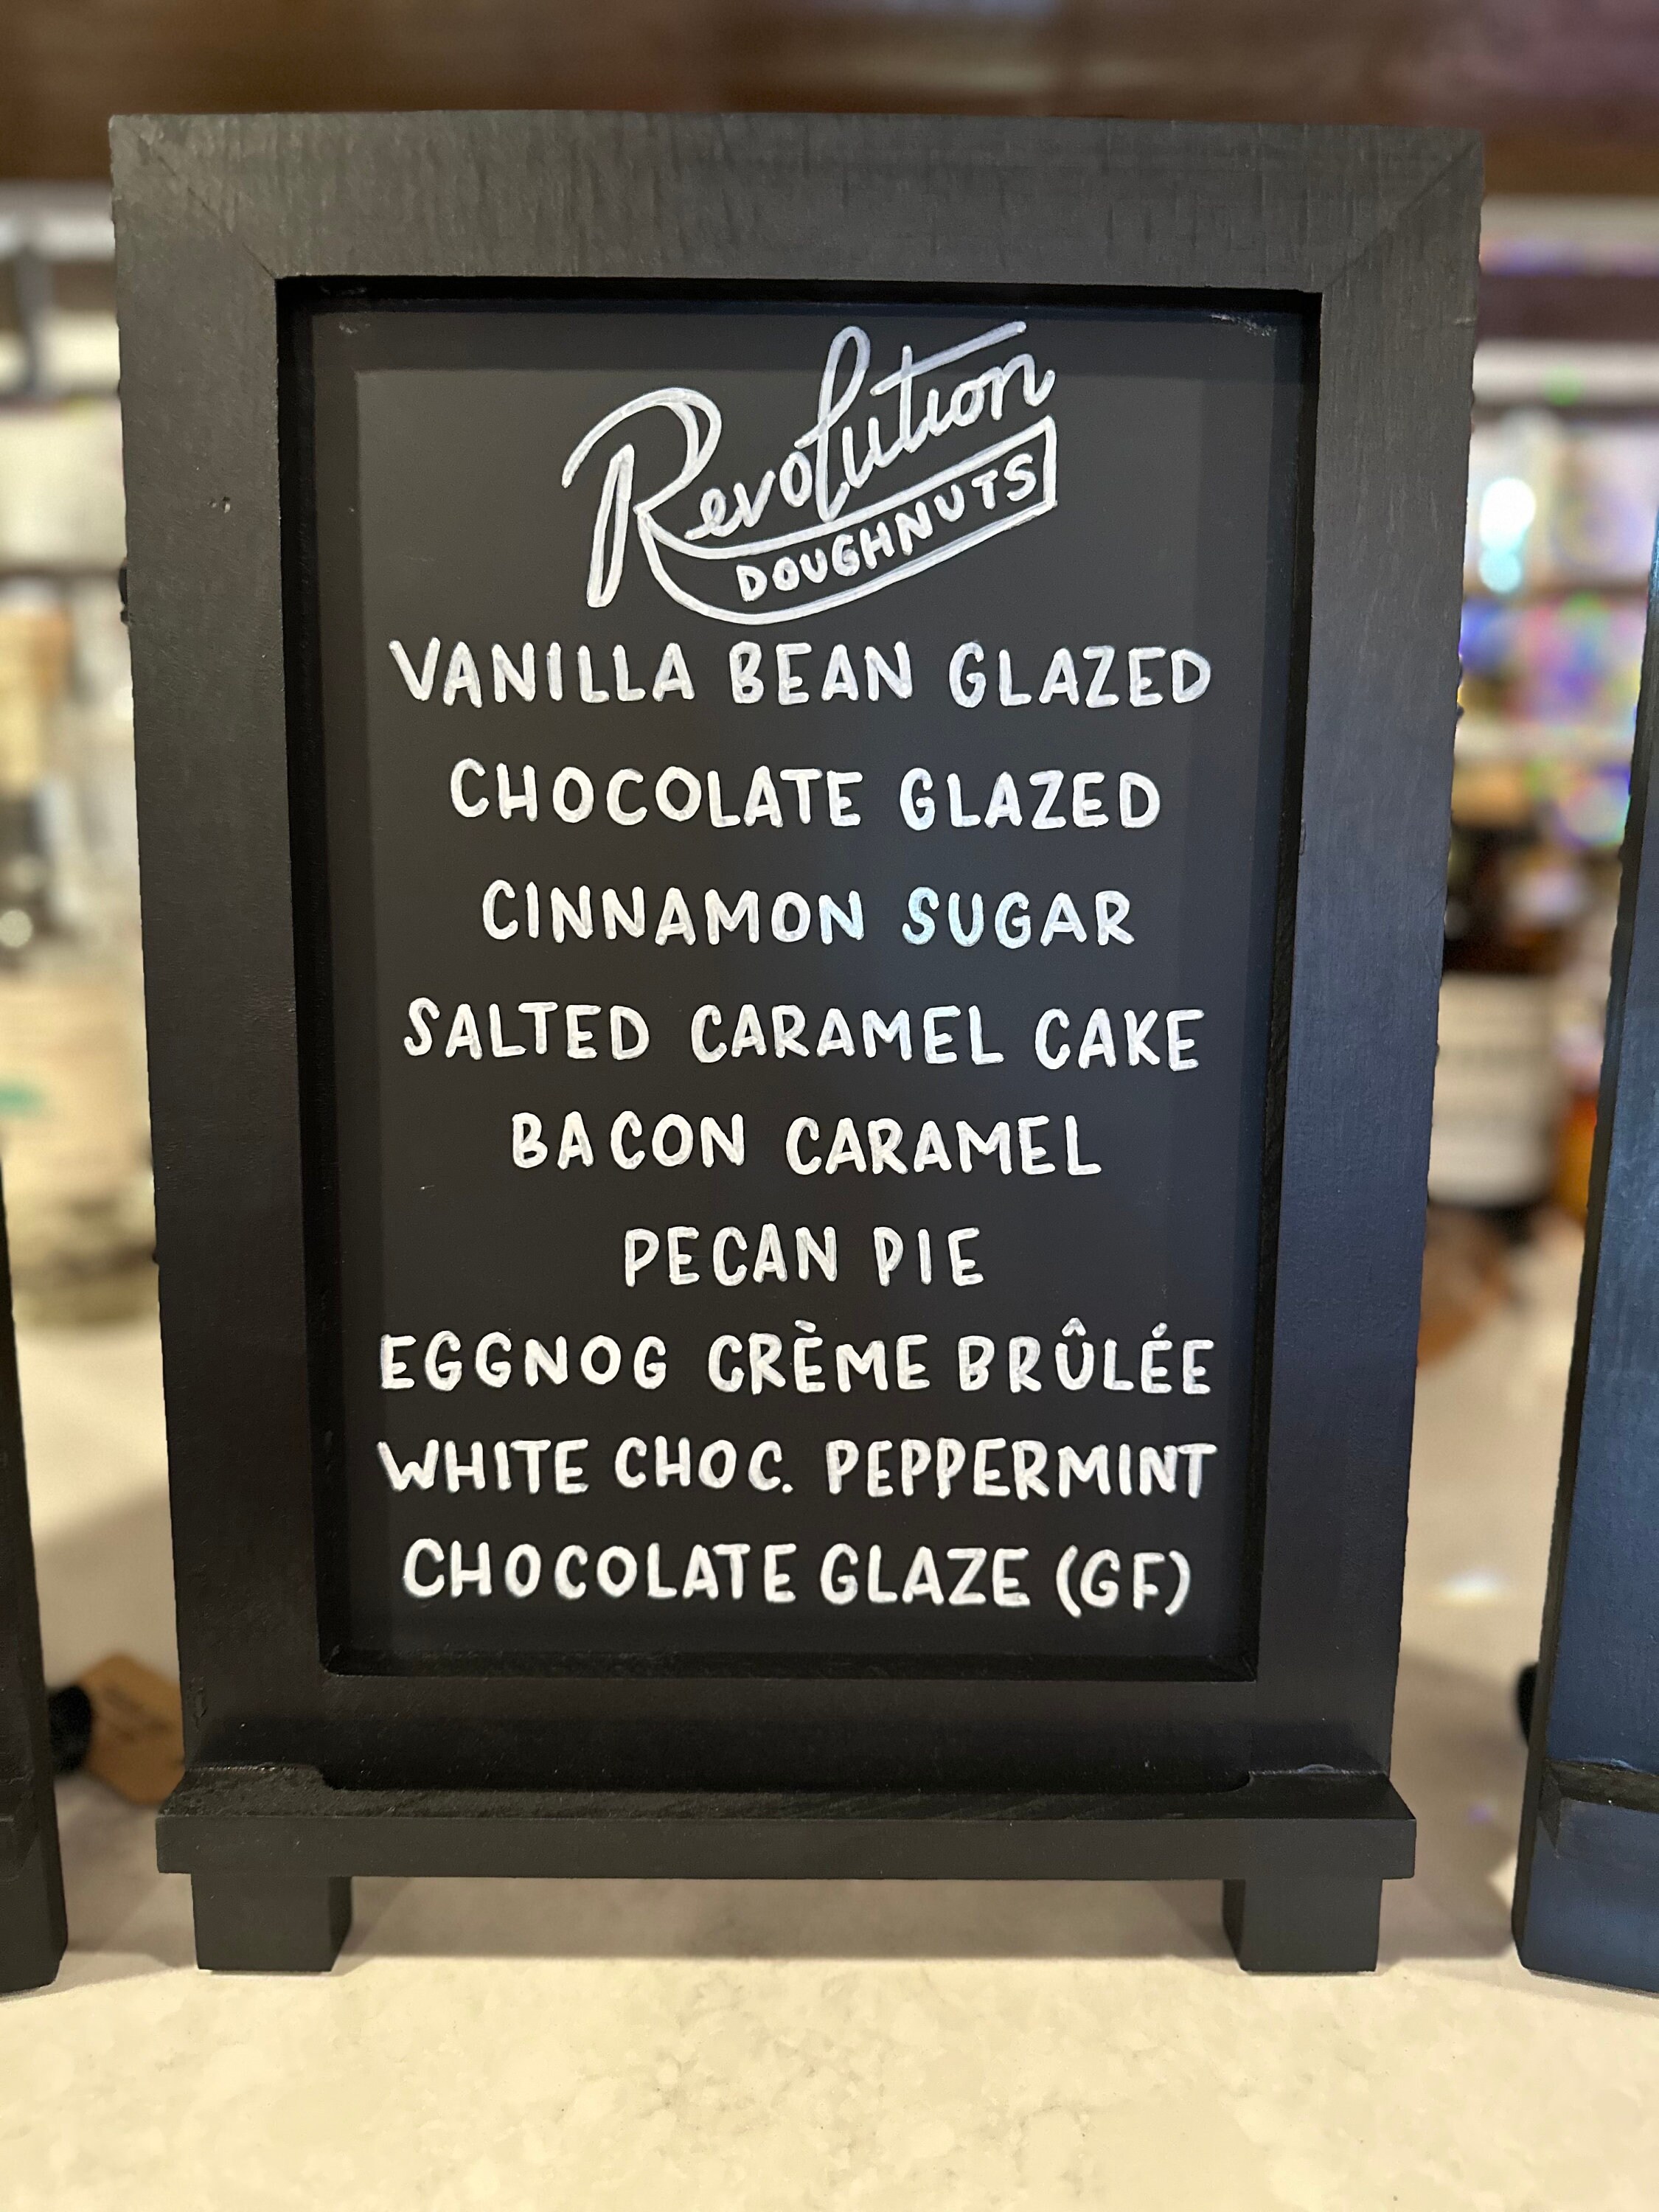 Revolution
DOUGHNUTS
VANILLA BEAN GLAZED
CHOCOLATE GLAZED
CINNAMON SUGAR
SALTED CARAMEL CAKE
BACON CARAMEL
PECAN PIE
EGGNOG CRÈME BRÛLÉE
WHITE CHOC. PEPPERMINT
CHOCOLATE GLAZE (GF)